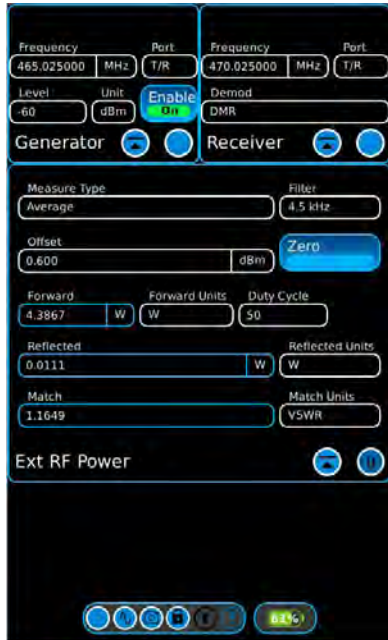 Frequency Port Frequency Port
465.025000 MHz T/R 470.025000 MHz T/R
Level Unit Enable Demod
-60 dBm On DMR
Generator Receiver
Measure Type Filter
Average 4.5 kHz
Offset Zero
0.600 dBm
Forward Forward Units Duty Cycle
4.3867 W W 50
Reflected Reflected Units
0.0111 W W
Match Match Units
1.1649 VSWR
Ext RF Power